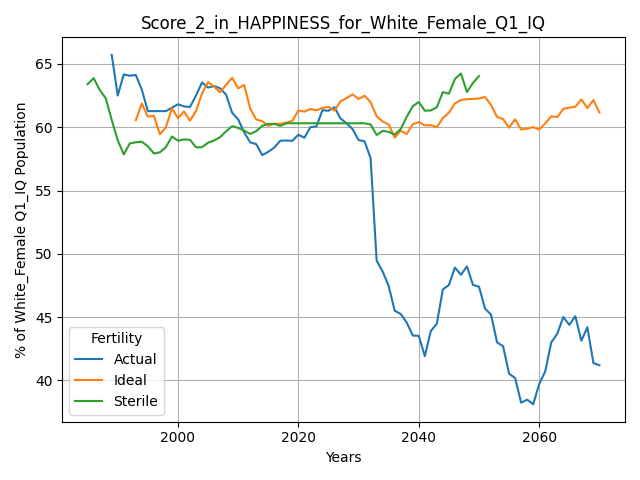 Score_2_in_HAPPINESS_for_White_Female_Q1_IQ
% of White_Female Q1_IQ Population
65
60
55
50
45
40
Fertility
Actual
Ideal
Sterile
2000
2020
2040
2060
Years